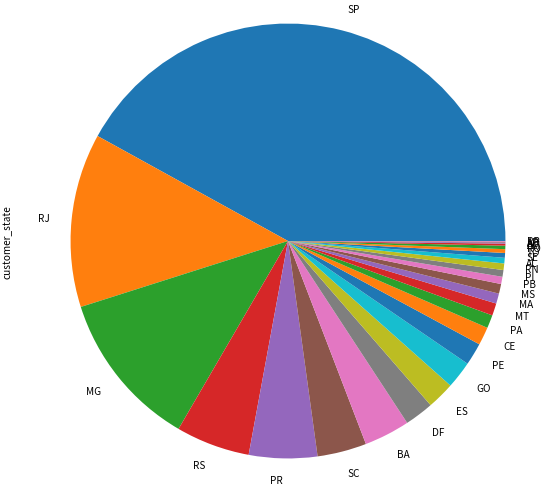 SP
RJ
customer_state
MG
RS
PR
SC
BA
DF
ES
GO
PE
CE
PA
MT
MA
MS
PB
PI
RN
AL
SE